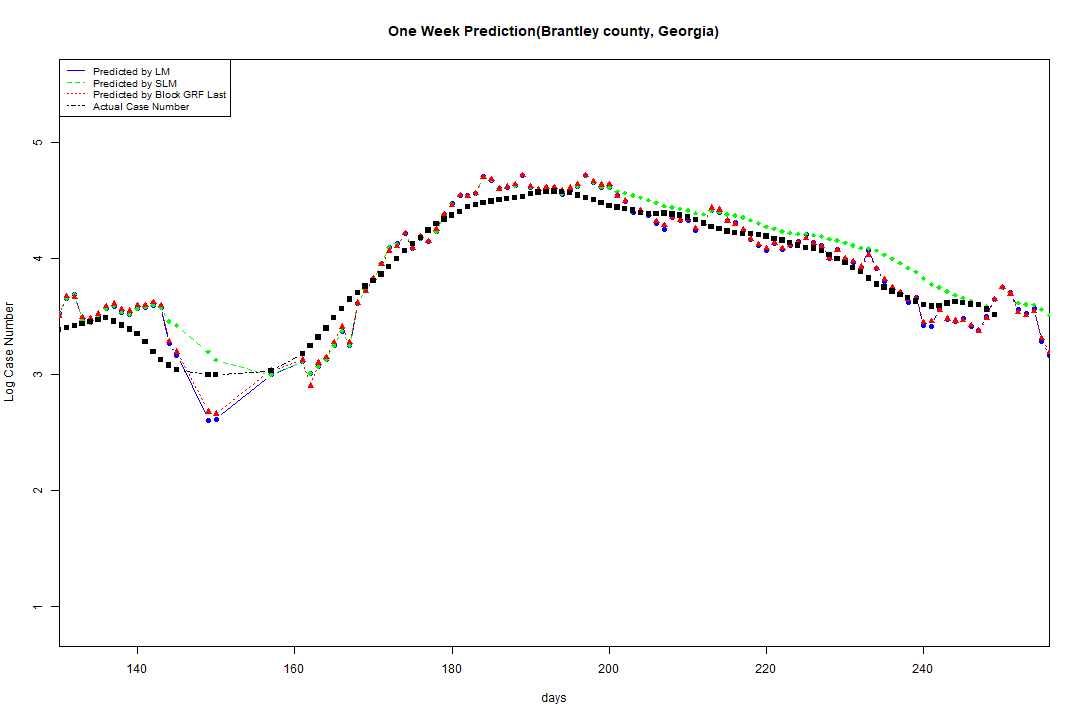 One Week Prediction(Brantley county, Georgia)
Predicted by LM
Predicted by SLM
Predicted by Block GRF Last
Actual Case Number
5
4
3
2
1
Log Case Number
140 160 180 200 220 240
days